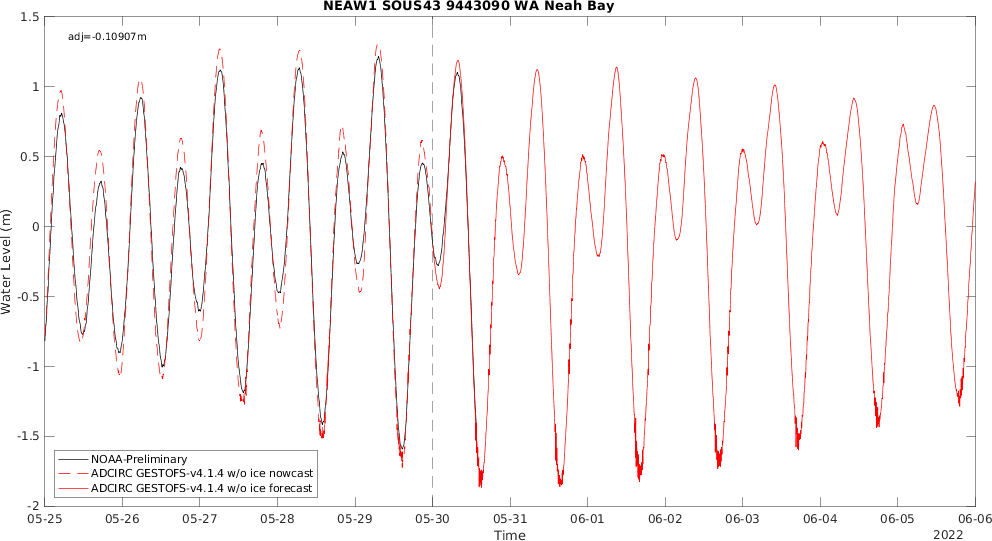 NEAW1 SOUS43 9443090 WA Neah Bay
adj=-0.10907m
1.5
1
0.5
0
-0.5
-1
-1.5
-2
Water Level (m)
NOAA-Preliminary
ADCIRC GESTOFS-v4.1.4 w/o ice nowcast
ADCIRC GESTOFS-v4.1.4 w/o ice forecast
05-25 05-26 05-27 05-28 05-29 05-30 05-31 06-01 06-02 06-03 06-04 06-05 06-06
Time
2022